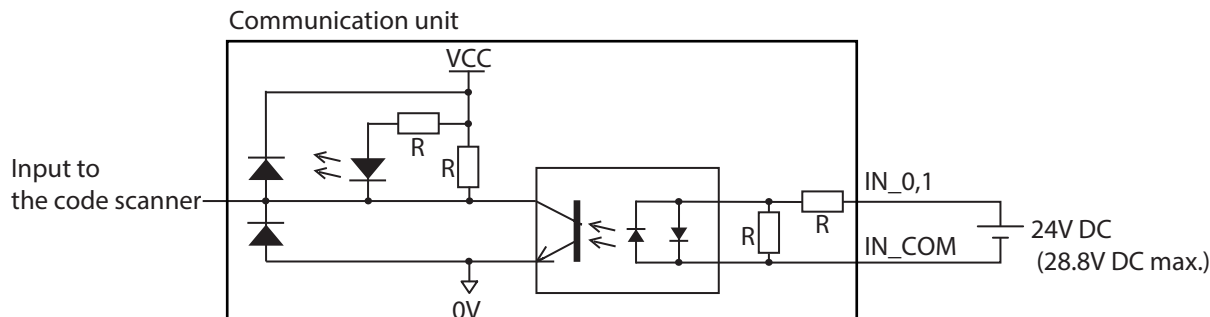 Communication unit
VCC
R
R
Input to
the code scanner
IN_0,1
R
R
24V DC
(28.8V DC max.)
IN_COM
0V